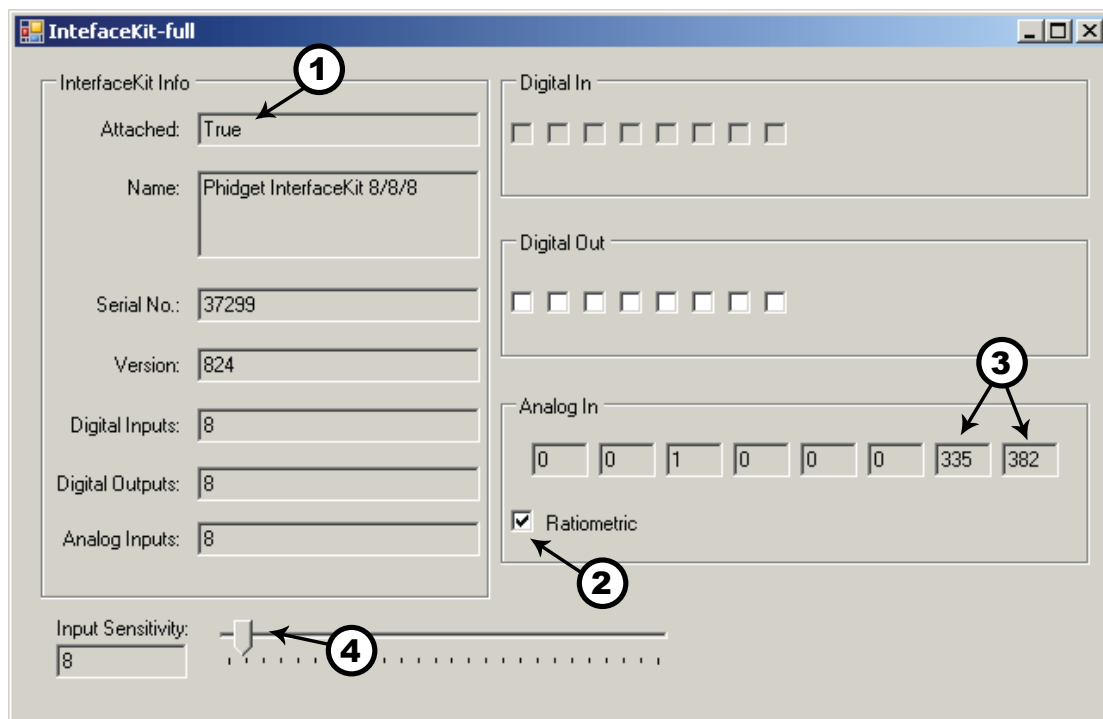 IntefaceKit-full
InterfaceKit Info
1
Attached: True
Name: Phidget InterfaceKit 8/8/8
Serial No.: 37299
Version: 824
Digital Inputs: 8
Digital Outputs: 8
Analog Inputs: 8
Digital In
Digital Out
3
Analog In
0 0 1 0 0 0 335 382
Ratiometric
2
Input Sensitivity:
8
4